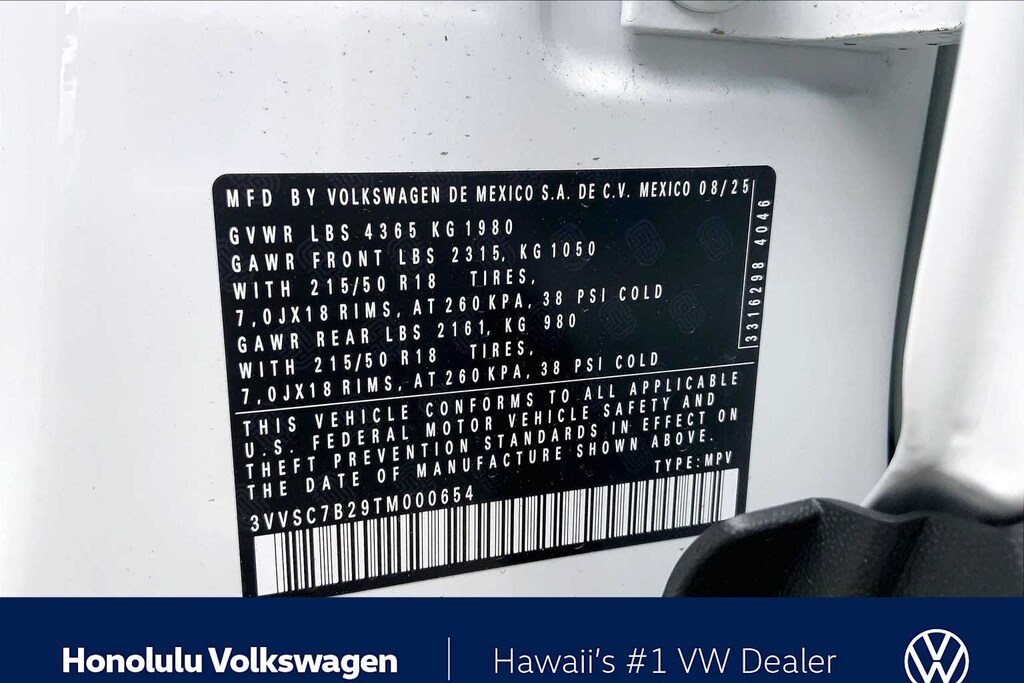 MFD BY VOLKSWAGEN DE MEXICO S.A. DE C.V. MEXICO 08/25
GVWR LBS 4365 KG 1980
GAWR FRONT LBS 2315, KG 1050
WITH 215/50 R18 TIRES,
7,0JX18 RIMS, AT 260 KPA, 38 PSI COLD
GAWR REAR LBS 2161, KG 980
WITH 215/50 R18 TIRES,
7,0JX18 RIMS, AT 260 KPA, 38 PSI COLD
3316298 4046
THIS VEHICLE CONFORMS TO ALL APPLICABLE
U.S. FEDERAL MOTOR VEHICLE SAFETY AND
THEFT PREVENTION STANDARDS IN EFFECT ON
THE DATE OF MANUFACTURE SHOWN ABOVE.
TYPE: MPV
3VVSC7B29TM000654
Honolulu Volkswagen
Hawaii's #1 VW Dealer